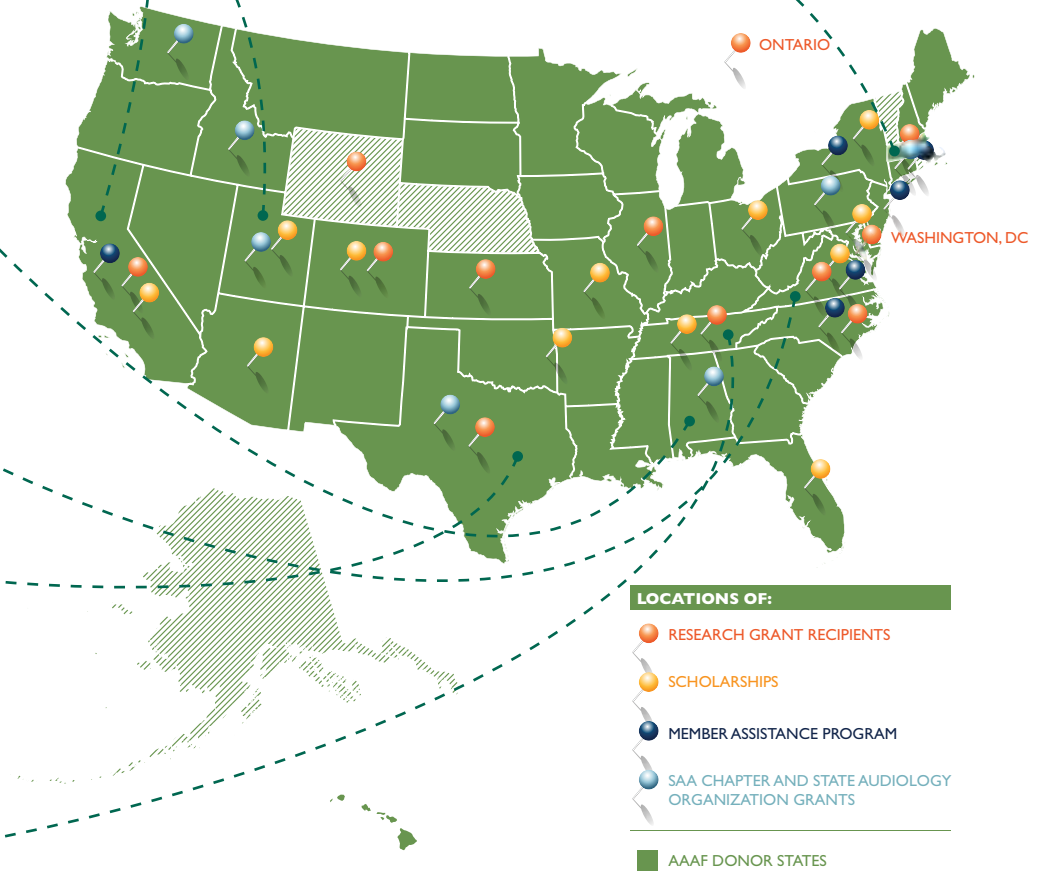 ONTARIO
WASHINGTON, DC
LOCATIONS OF:
RESEARCH GRANT RECIPIENTS
SCHOLARSHIPS
MEMBER ASSISTANCE PROGRAM
SAA CHAPTER AND STATE AUDIOLOGY
ORGANIZATION GRANTS
AAAF DONOR STATES